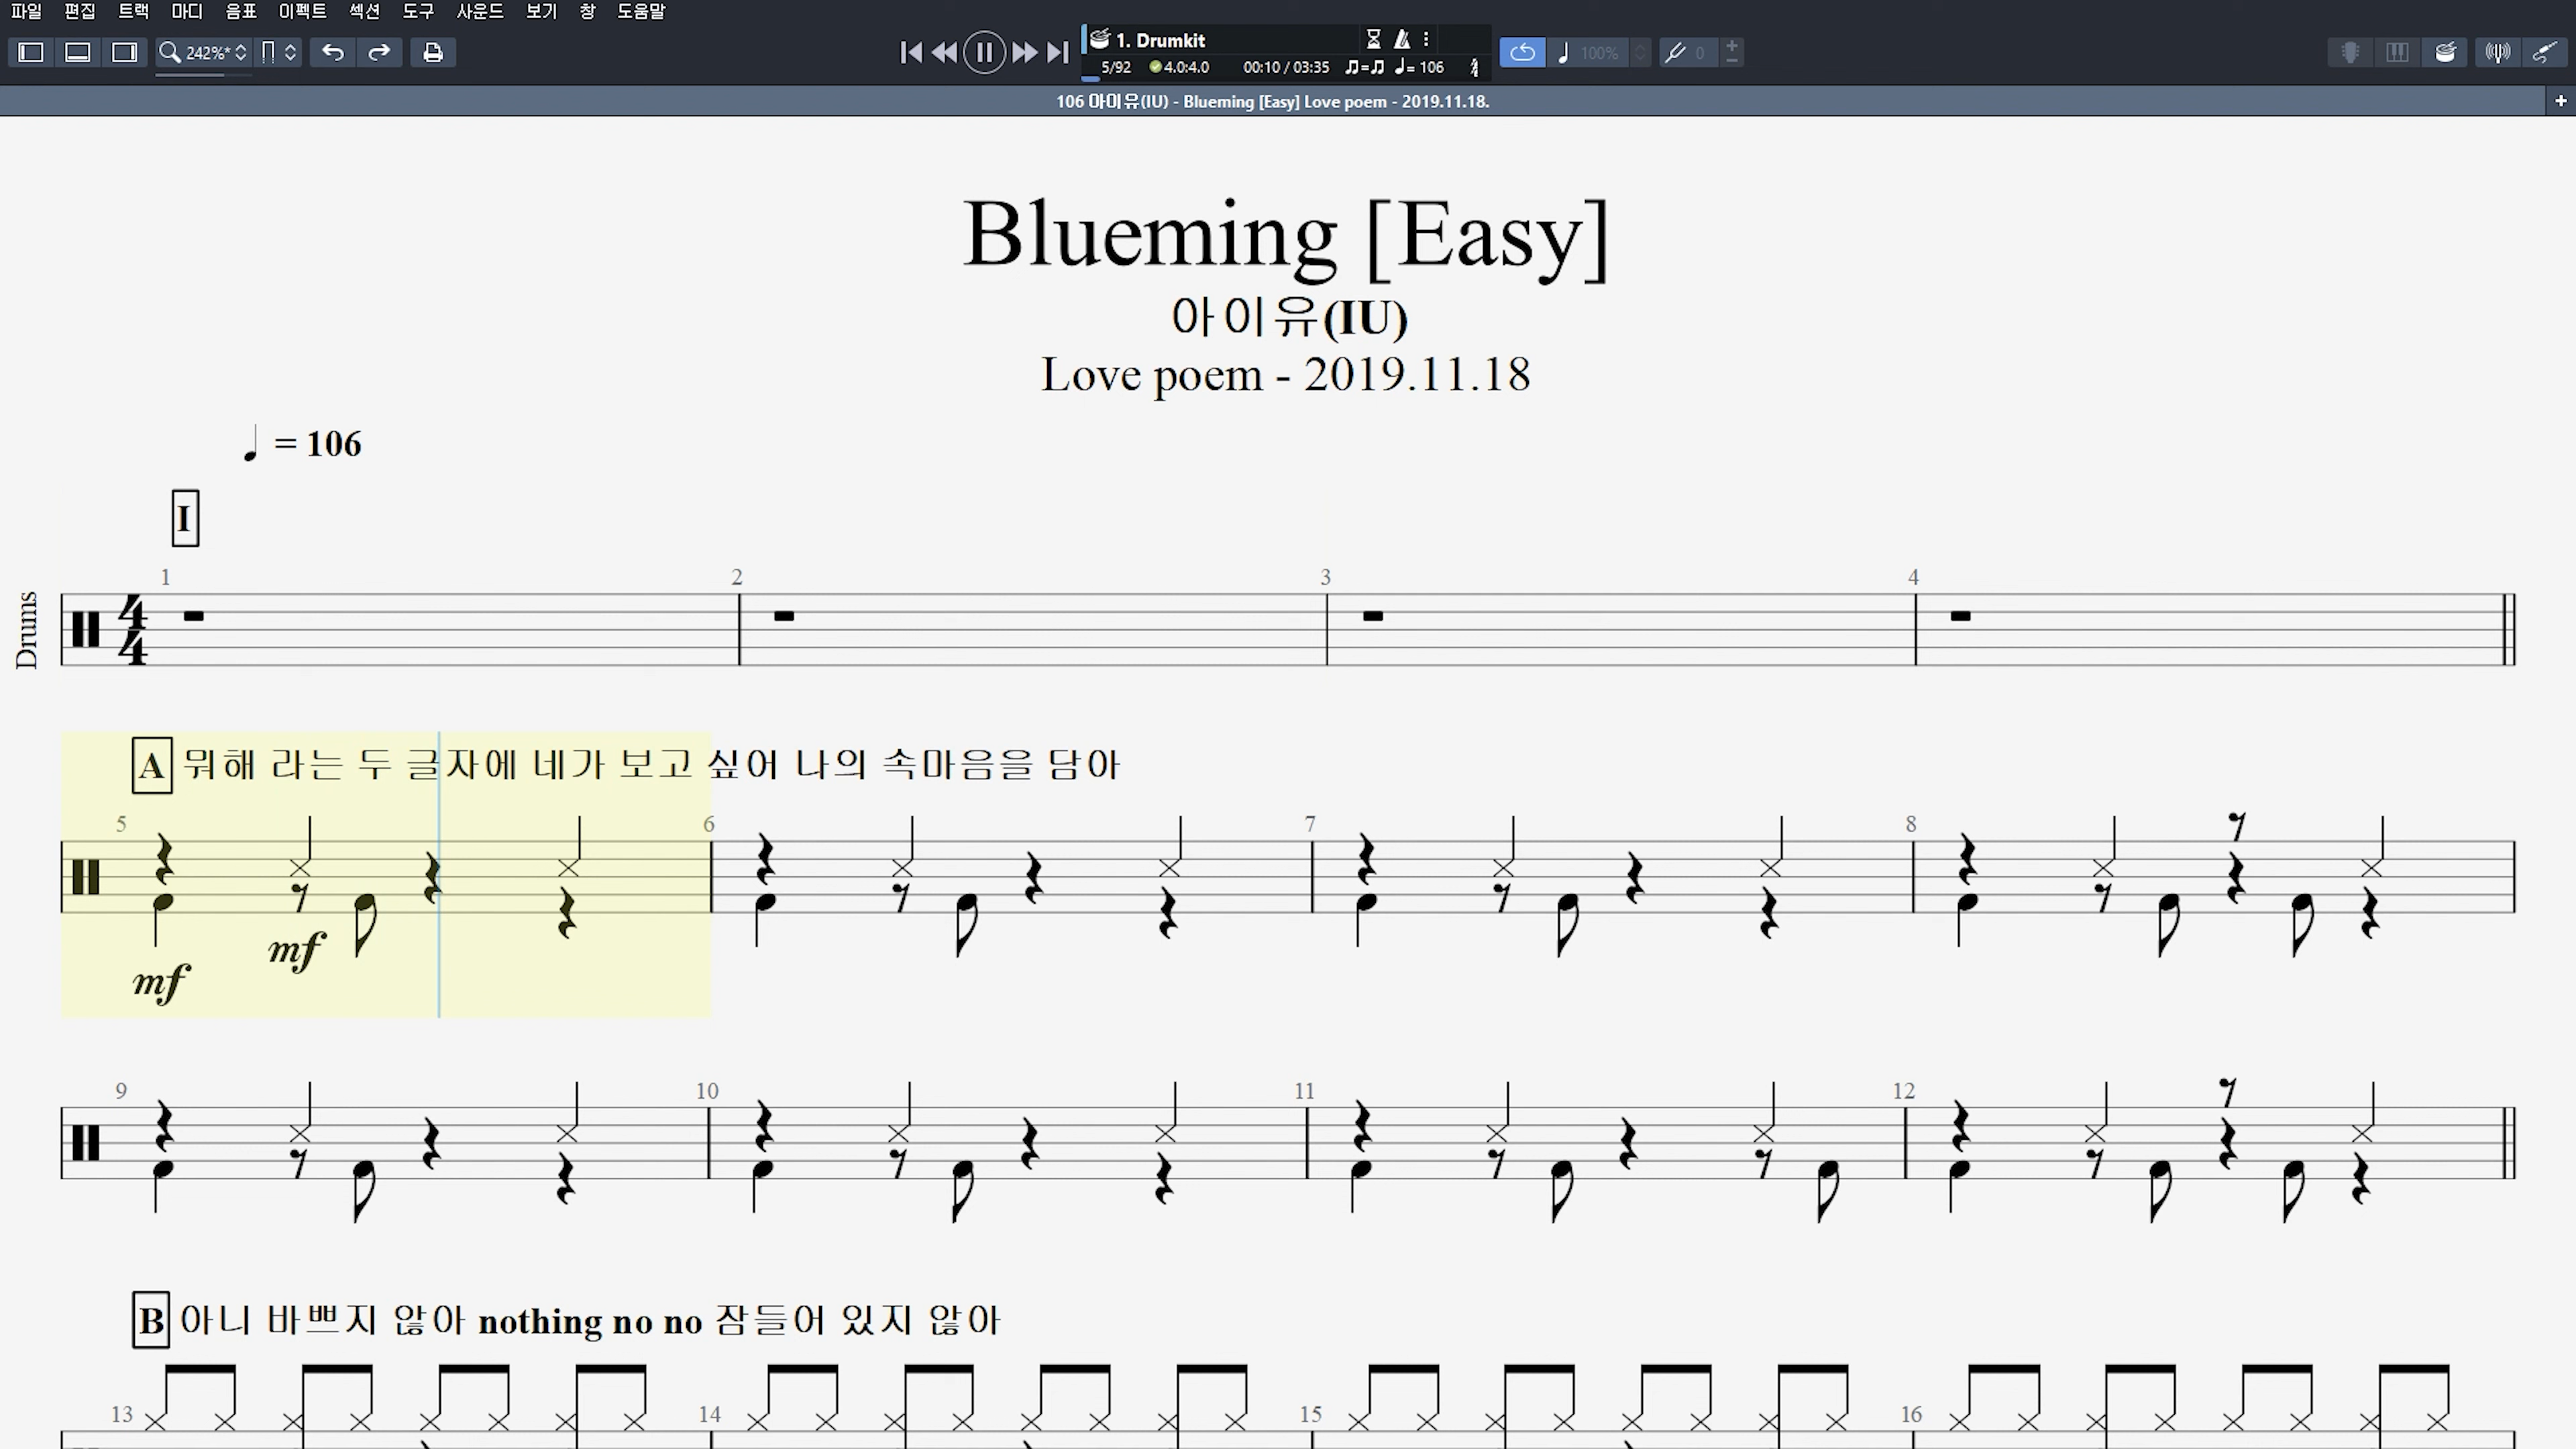 파일 편집 트랙 마디 음표 이펙트 섹션 도구 사운드 보기 창 도움말
242%* 1. Drumkit 100% 0
5/92 4.0:4.0 00:10 / 03:35 ♫=♫ ♩= 106
106 아이유(IU) - Blueming [Easy] Love poem - 2019.11.18.
Blueming [Easy]
아이유(IU)
Love poem - 2019.11.18
♩ = 106
I
1 2 3 4
Drums
4/4
A 뭐해 라는 두 글자에 네가 보고 싶어 나의 속마음을 담아
5 6 7 8
mf
mf
9 10 11 12
B 아니 바쁘지 않아 nothing no no 잠들어 있지 않아
13 14 15 16